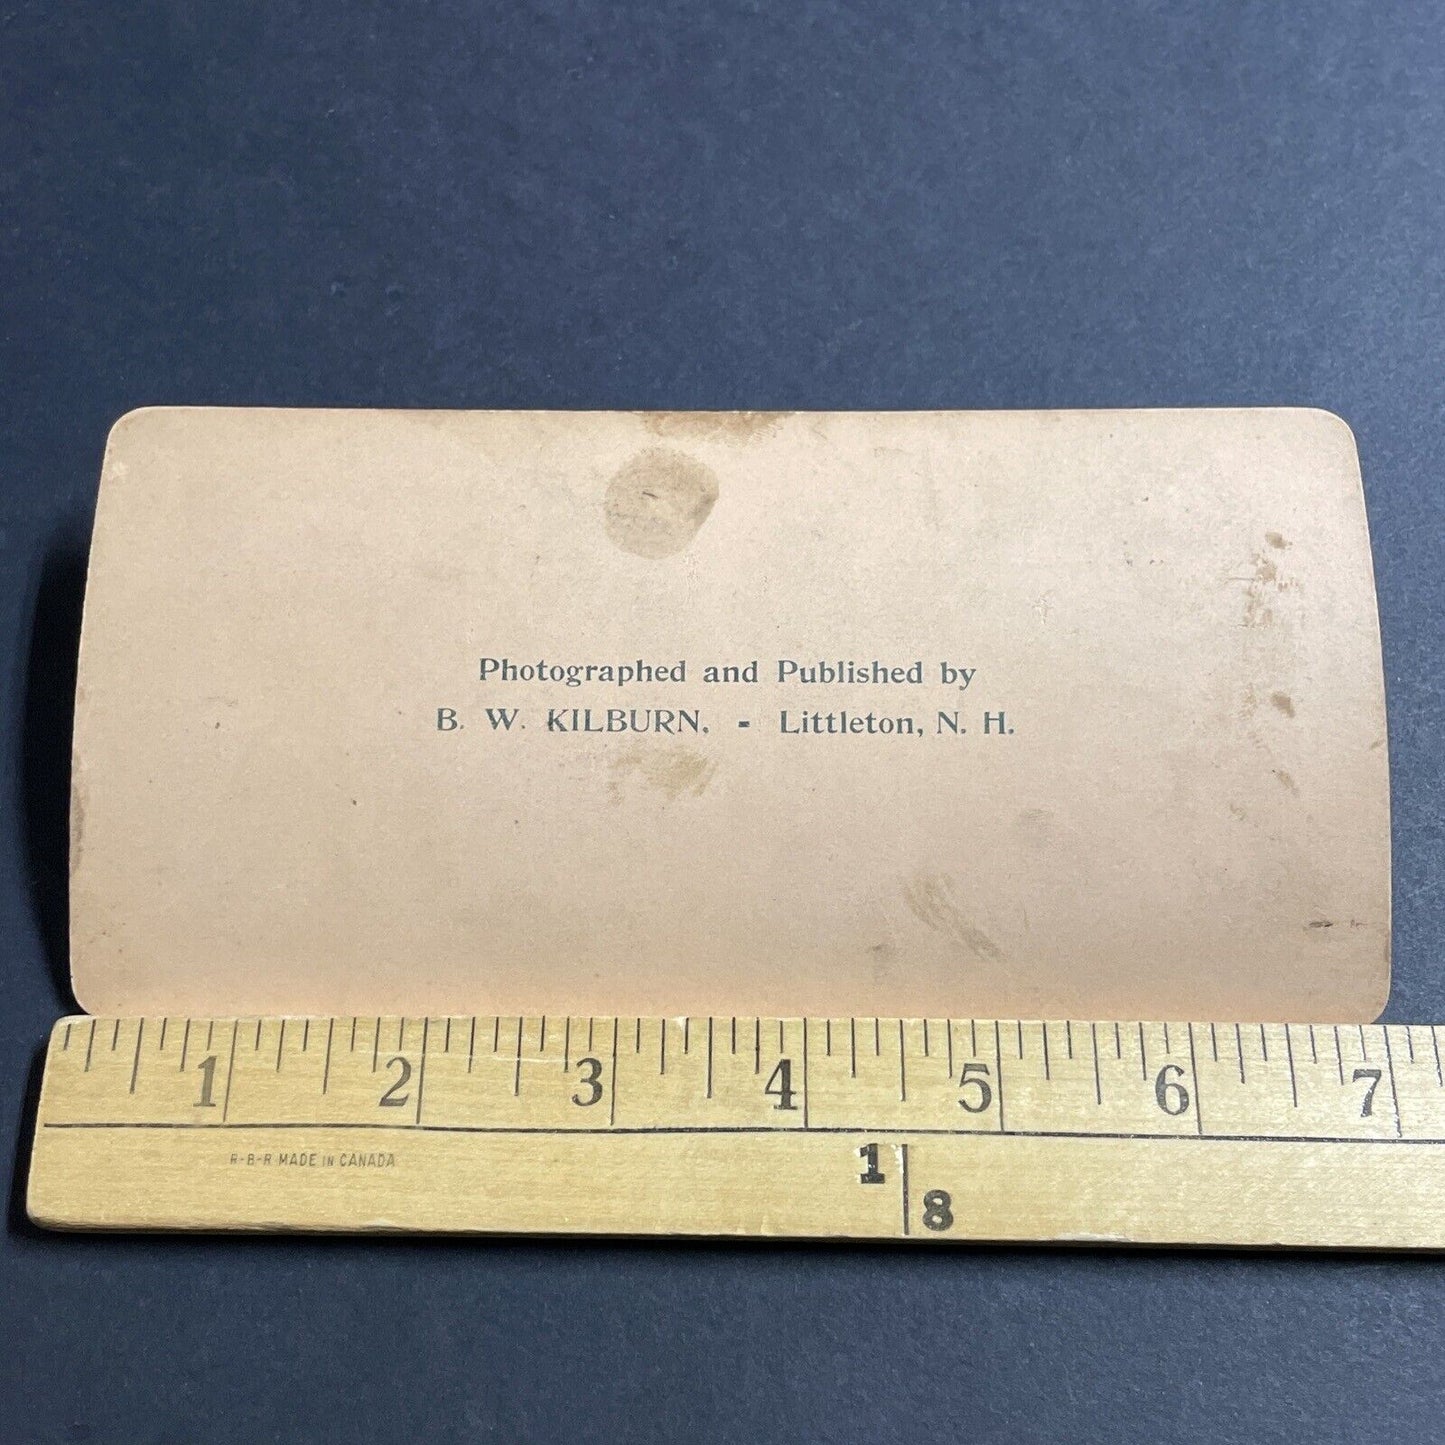 Photographed and Published by
B. W. KILBURN. - Littleton, N. H.
1 2 3 4 5 6 7
R-B-R MADE IN CANADA
1
8